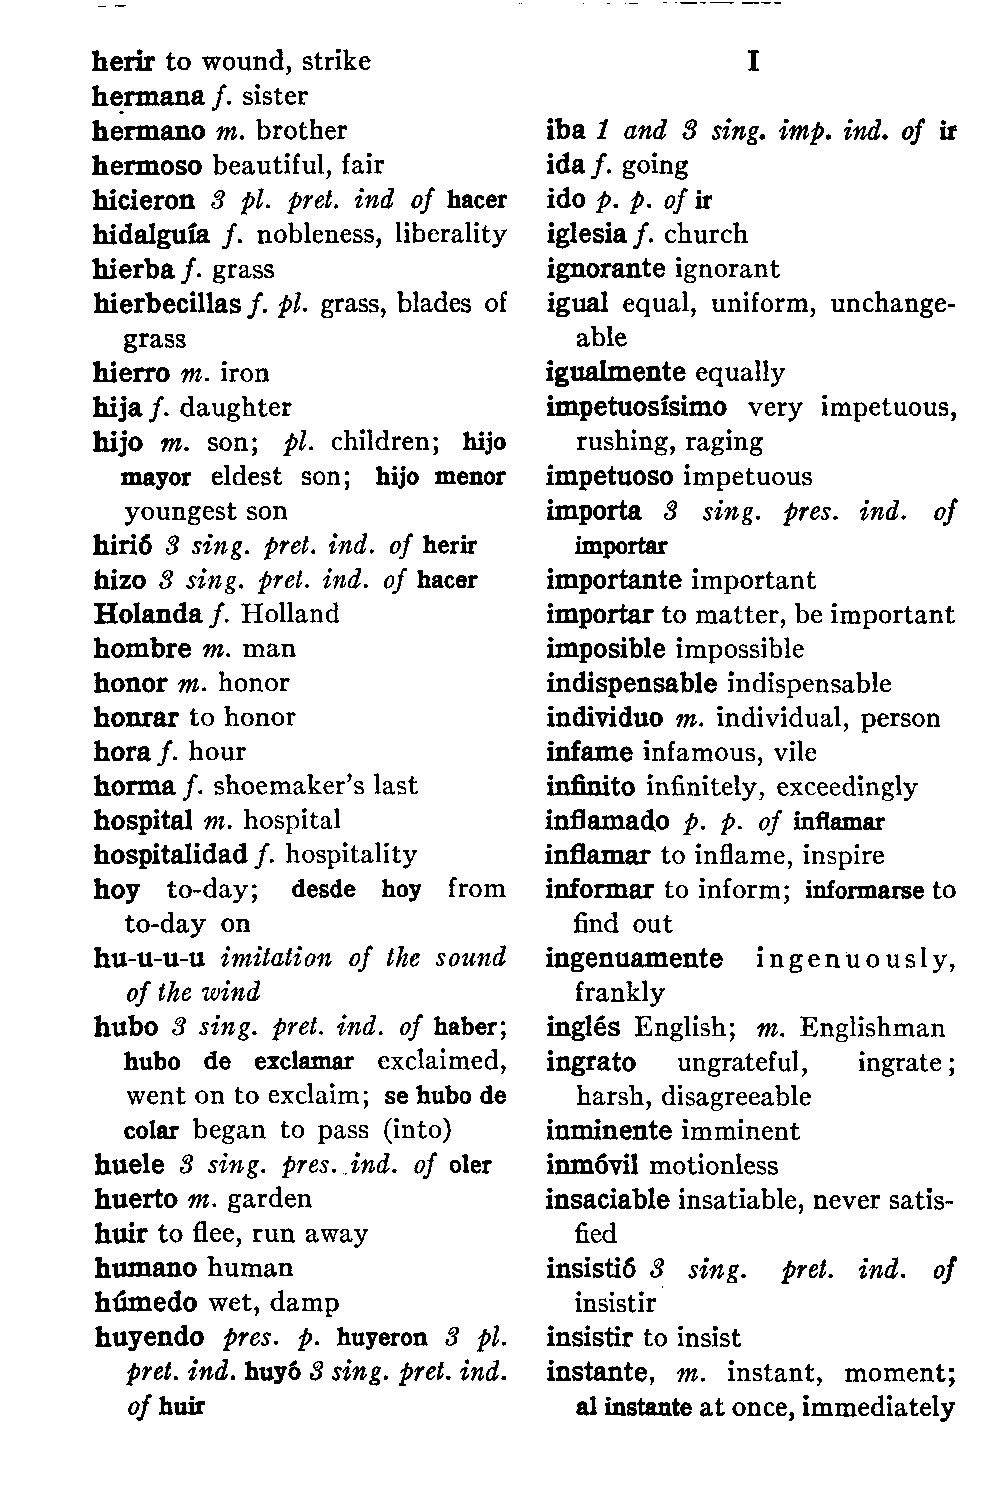 herir to wound, strike
hermana f. sister
hermano m. brother
hermoso beautiful, fair
hicieron 3 pl. pret. ind of hacer
hidalguía f. nobleness, liberality
hierba f. grass
hierbecillas f. pl. grass, blades of
grass
hierro m. iron
hija f. daughter
hijo m. son; pl. children; hijo
mayor eldest son; hijo menor
youngest son
hirió 3 sing. pret. ind. of herir
hizo 3 sing. pret. ind. of hacer
Holanda f. Holland
hombre m. man
honor m. honor
honrar to honor
hora f. hour
horma f. shoemaker's last
hospital m. hospital
hospitalidad f. hospitality
hoy to-day; desde hoy from
to-day on
hu-u-u-u imitation of the sound
of the wind
hubo 3 sing. pret. ind. of haber;
hubo de exclamar exclaimed,
went on to exclaim; se hubo de
colar began to pass (into)
huele 3 sing. pres. ind. of oler
huerto m. garden
huir to flee, run away
humano human
húmedo wet, damp
huyendo pres. p. huyeron 3 pl.
pret. ind. huyó 3 sing. pret. ind.
of huir
I
iba 1 and 3 sing. imp. ind. of ir
ida f. going
ido p. p. of ir
iglesia f. church
ignorante ignorant
igual equal, uniform, unchange-
able
igualmente equally
impetuosísimo very impetuous,
rushing, raging
impetuoso impetuous
importa 3 sing. pres. ind. of
importar
importante important
importar to matter, be important
imposible impossible
indispensable indispensable
individuo m. individual, person
infame infamous, vile
infinito infinitely, exceedingly
inflamado p. p. of inflamar
inflamar to inflame, inspire
informar to inform; informarse to
find out
ingenuamente ingenuously,
frankly
inglés English; m. Englishman
ingrato ungrateful, ingrate;
harsh, disagreeable
inminente imminent
inmóvil motionless
insaciable insatiable, never satis-
fied
insistió 3 sing. pret. ind. of
insistir
insistir to insist
instante, m. instant, moment;
al instante at once, immediately